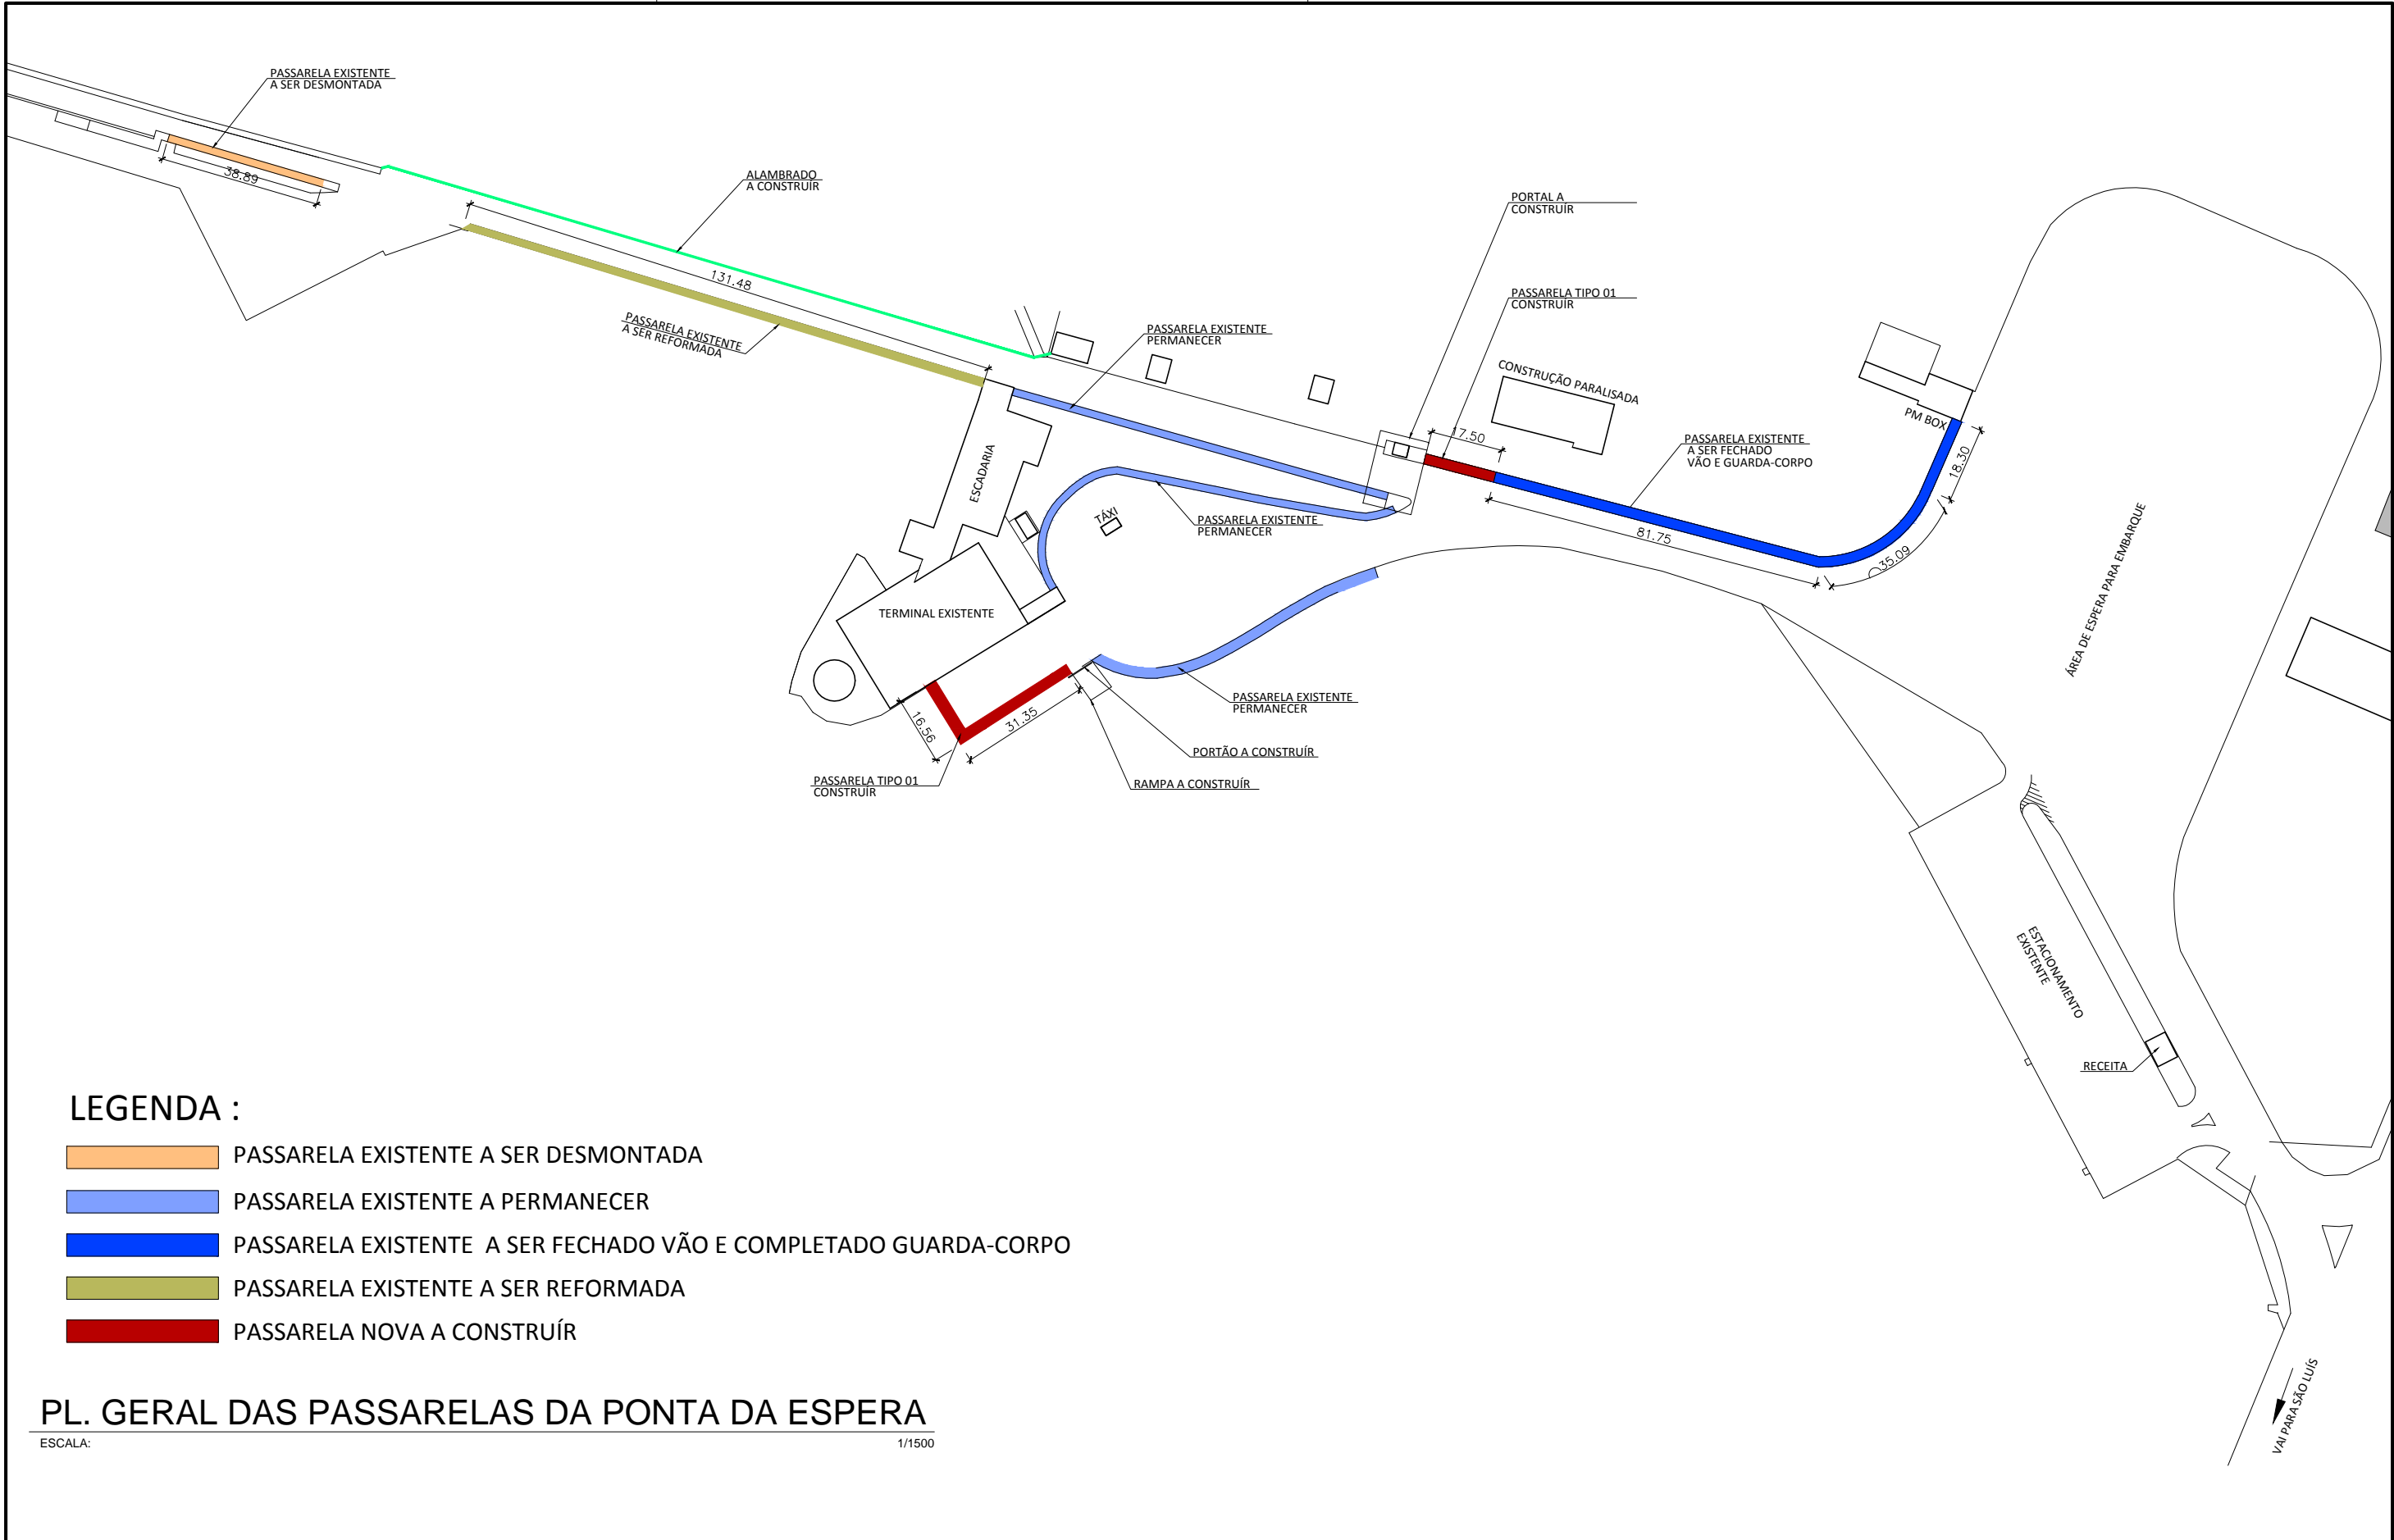 PASSARELA EXISTENTE
A SER DESMONTADA
38.89
ALAMBRADO
A CONSTRUIR
131.48
PASSARELA EXISTENTE
A SER REFORMADA
PASSARELA EXISTENTE
PERMANECER
PORTAL A
CONSTRUIR
PASSARELA TIPO 01
CONSTRUIR
17.50
CONSTRUÇÃO PARALISADA
PASSARELA EXISTENTE
A SER FECHADO
VÃO E GUARDA-CORPO
PM BOX
18.30
35.09
81.75
ESCADARIA
TÁXI
PASSARELA EXISTENTE
PERMANECER
TERMINAL EXISTENTE
ÁREA DE ESPERA PARA EMBARQUE
16.56
31.35
PASSARELA EXISTENTE
PERMANECER
PORTÃO A CONSTRUÍR
RAMPA A CONSTRUÍR
PASSARELA TIPO 01
CONSTRUIR
ESTACIONAMENTO
EXISTENTE
RECEITA
VAI PARA SÃO LUÍS
LEGENDA :
PASSARELA EXISTENTE A SER DESMONTADA
PASSARELA EXISTENTE A PERMANECER
PASSARELA EXISTENTE  A SER FECHADO VÃO E COMPLETADO GUARDA-CORPO
PASSARELA EXISTENTE A SER REFORMADA
PASSARELA NOVA A CONSTRUÍR
PL. GERAL DAS PASSARELAS DA PONTA DA ESPERA
ESCALA: 1/1500